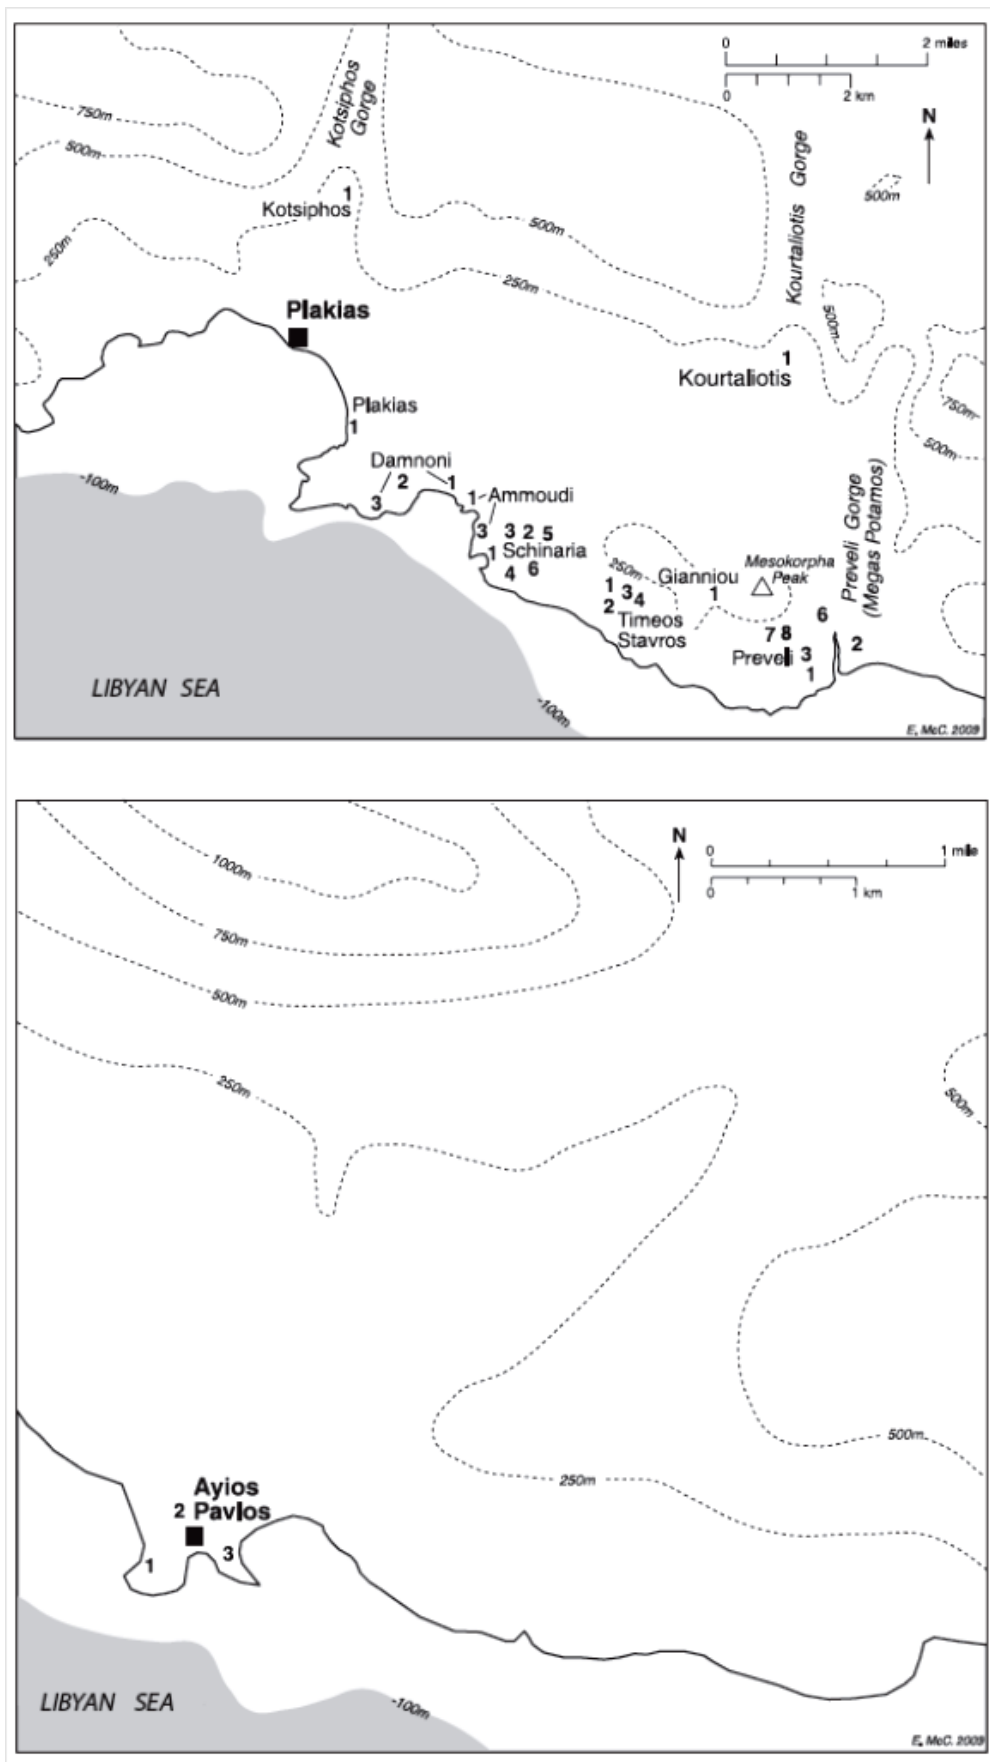 0 2 miles
0 2 km
N
Kotsiphos
Gorge
750m
500m
1
Kotsiphos
250m
500m
250m
Kourtaliotis Gorge
500m
500m
Plakias
1
Kourtaliotis
750m
500m
Plakias
1
-100m
Damnoni
2 1
3
1 Ammoudi
3 3 2 5
1 Schinaria
4 6
250m
1 3 4
2 Timeos
Stavros
Gianniou
1
Mesokorpha
Peak
Preveli Gorge
(Megas Potamos)
6
7 8
Preveli 3 2
1
LIBYAN SEA
-100m
E. McC. 2009
N
0 1 mile
0 1 km
1000m
750m
500m
250m
500m
500m
250m
Ayios
2 Pavlos
1 3
LIBYAN SEA
-100m
E. McC. 2009